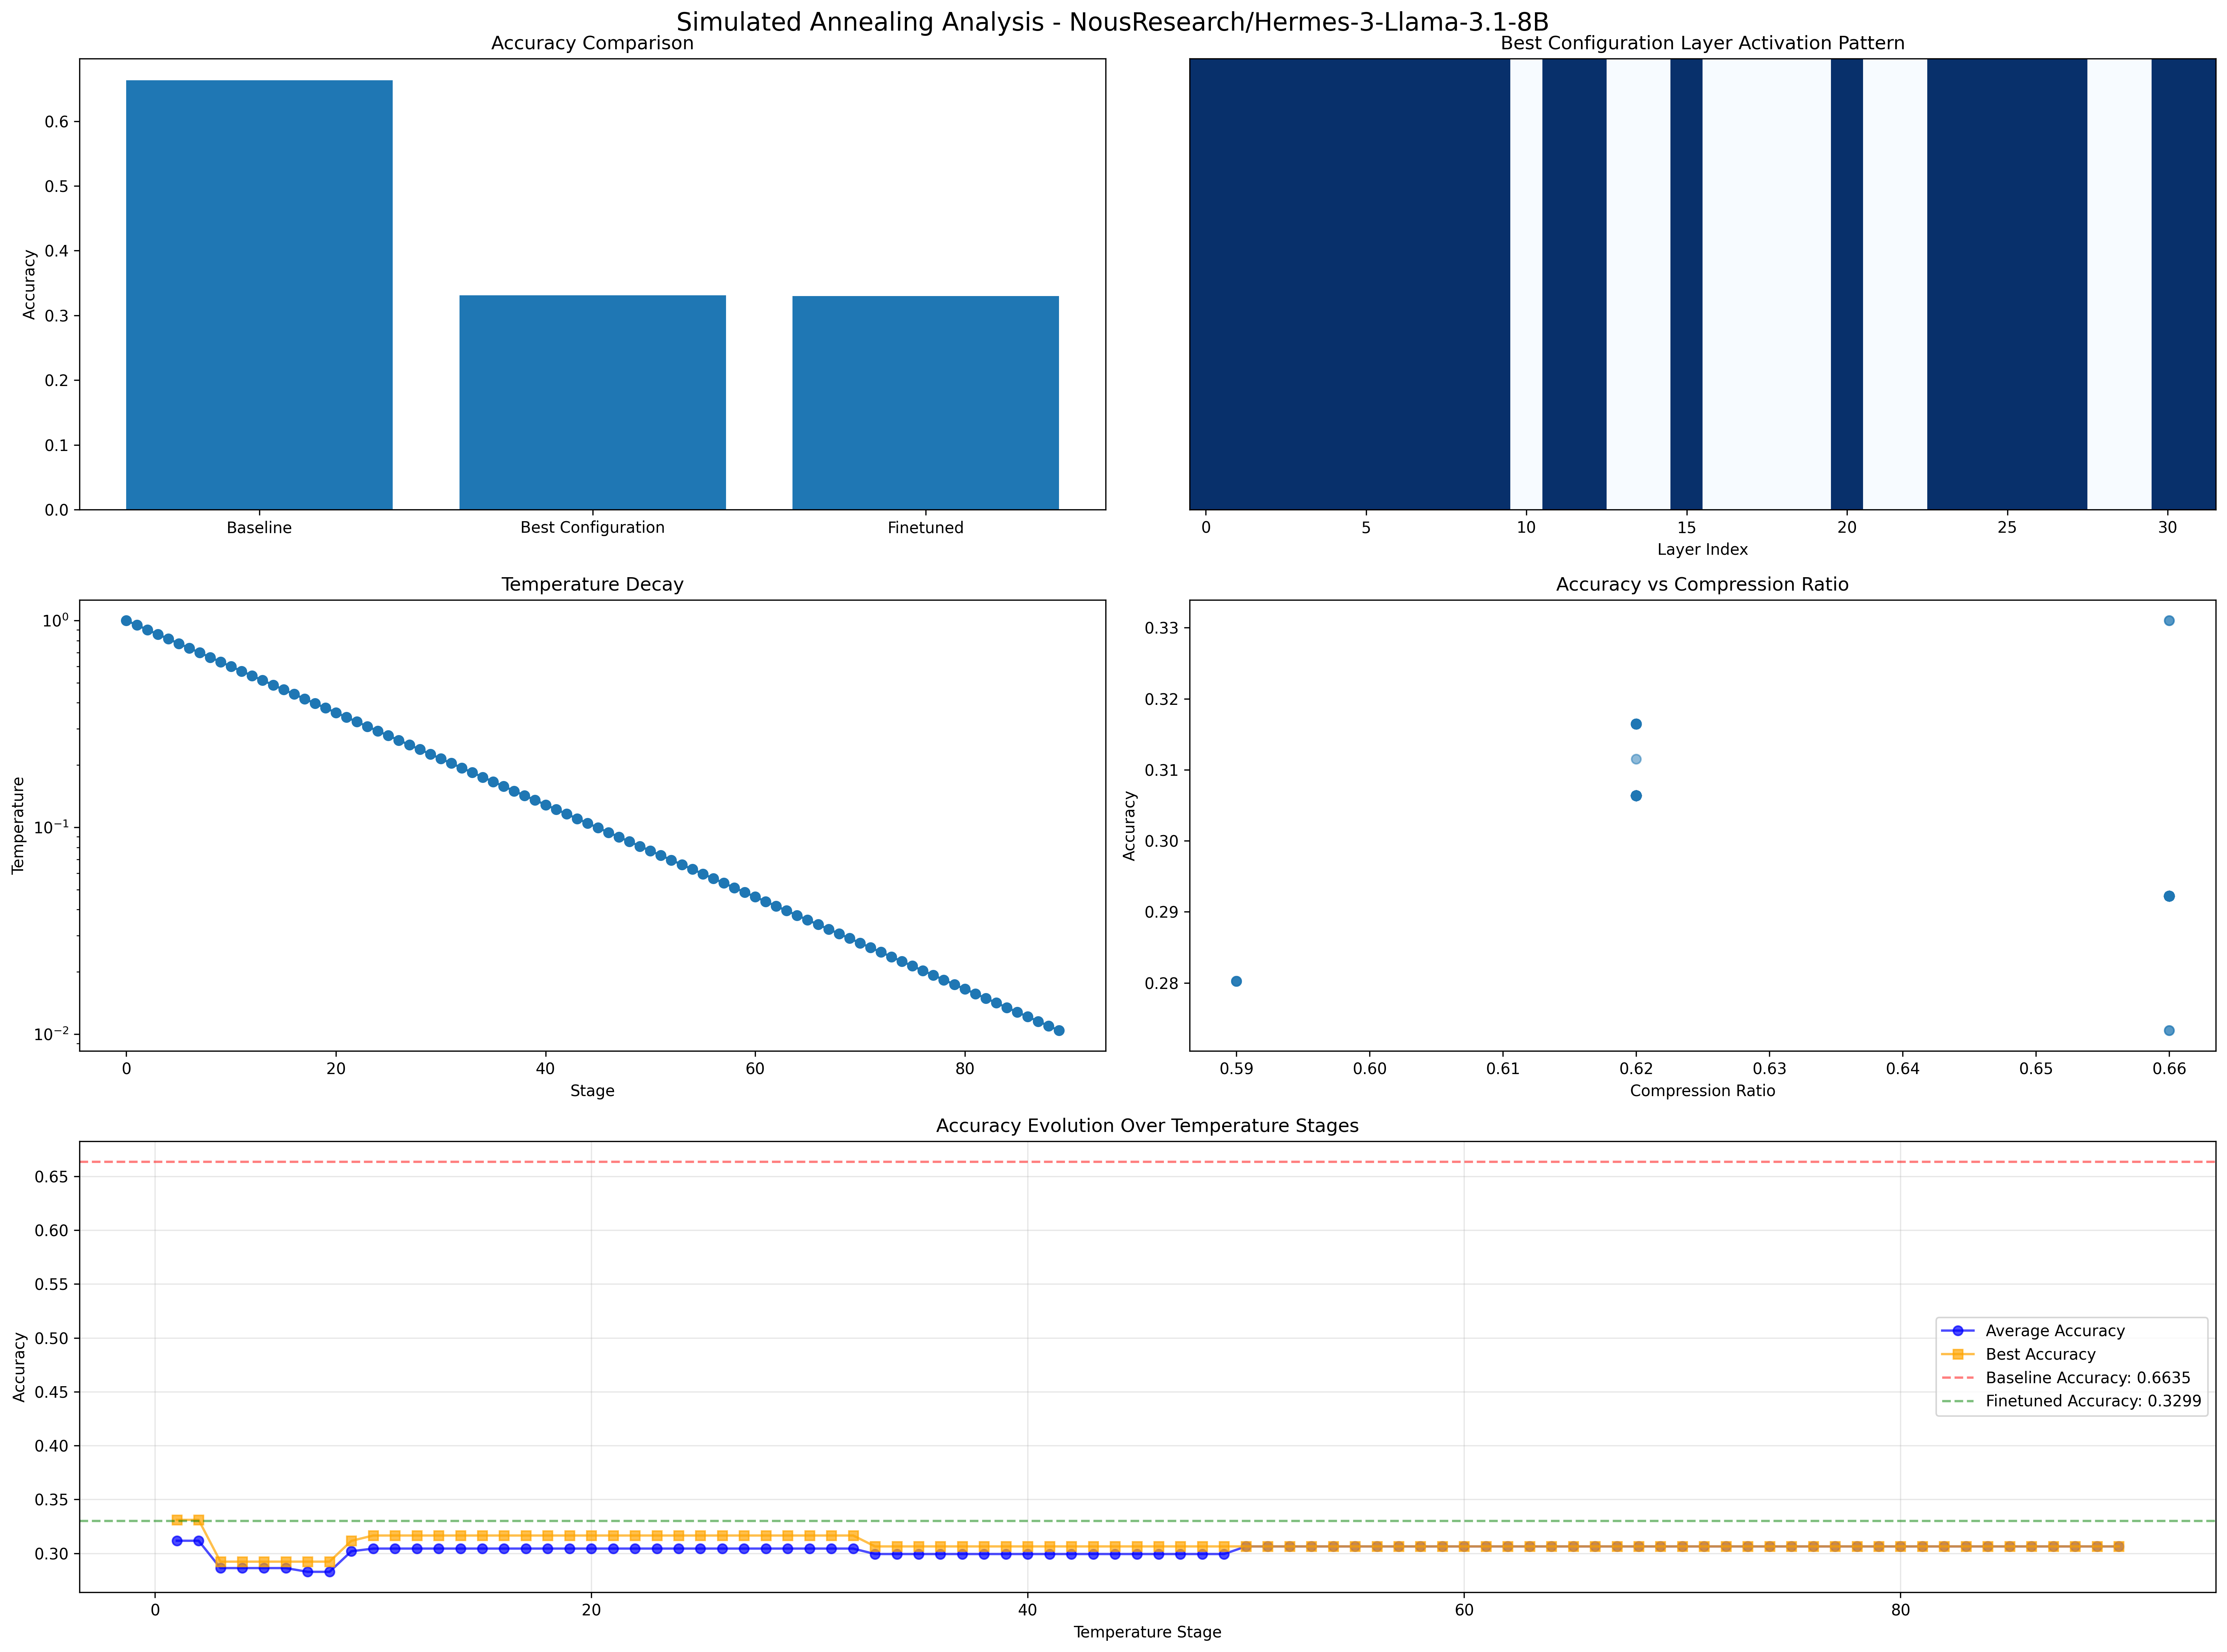 Simulated Annealing Analysis - NousResearch/Hermes-3-Llama-3.1-8B
Accuracy Comparison
Accuracy
0.6
0.5
0.4
0.3
0.2
0.1
0.0
Baseline
Best Configuration
Finetuned
Best Configuration Layer Activation Pattern
0
5
10
15
20
25
30
Layer Index
Temperature Decay
Temperature
10^0
10^-1
10^-2
0
20
40
60
80
Stage
Accuracy vs Compression Ratio
Accuracy
0.33
0.32
0.31
0.30
0.29
0.28
0.59
0.60
0.61
0.62
0.63
0.64
0.65
0.66
Compression Ratio
Accuracy Evolution Over Temperature Stages
Accuracy
0.65
0.60
0.55
0.50
0.45
0.40
0.35
0.30
Average Accuracy
Best Accuracy
Baseline Accuracy: 0.6635
Finetuned Accuracy: 0.3299
0
20
40
60
80
Temperature Stage